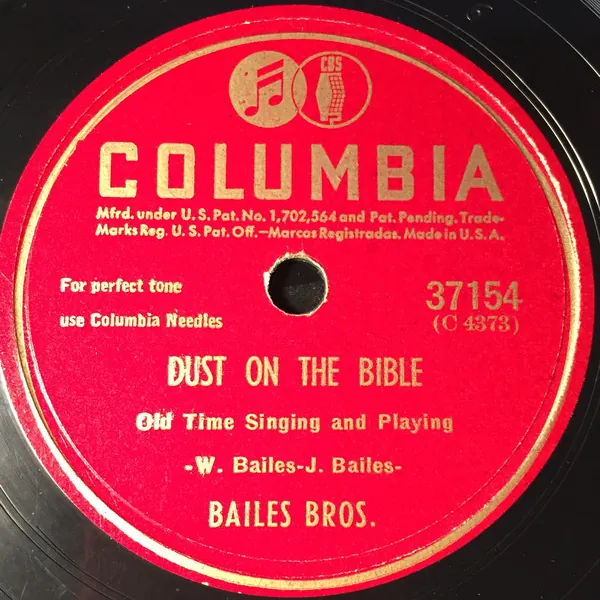 CBS
COLUMBIA
Mfrd. under U.S. Pat. No. 1,702,564 and Pat. Pending. Trade-
Marks Reg. U.S. Pat. Off.—Marcas Registradas. Made in U.S.A.
For perfect tone
use Columbia Needles
37154
(C 4373)
DUST ON THE BIBLE
Old Time Singing and Playing
-W. Bailes-J. Bailes-
BAILES BROS.